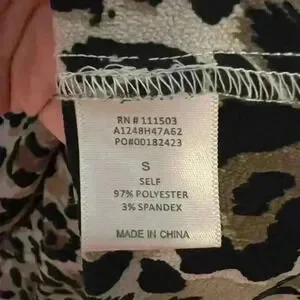 RN # 111503
A1248H47A62
PO#00182423
S
SELF
97% POLYESTER
3% SPANDEX
MADE IN CHINA